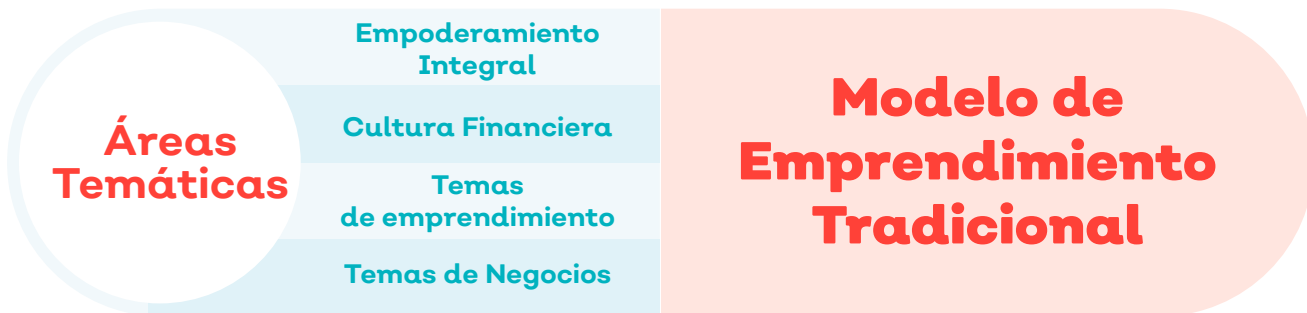 Áreas
Temáticas
Empoderamiento
Integral
Cultura Financiera
Temas
de emprendimiento
Temas de Negocios
Modelo de
Emprendimiento
Tradicional